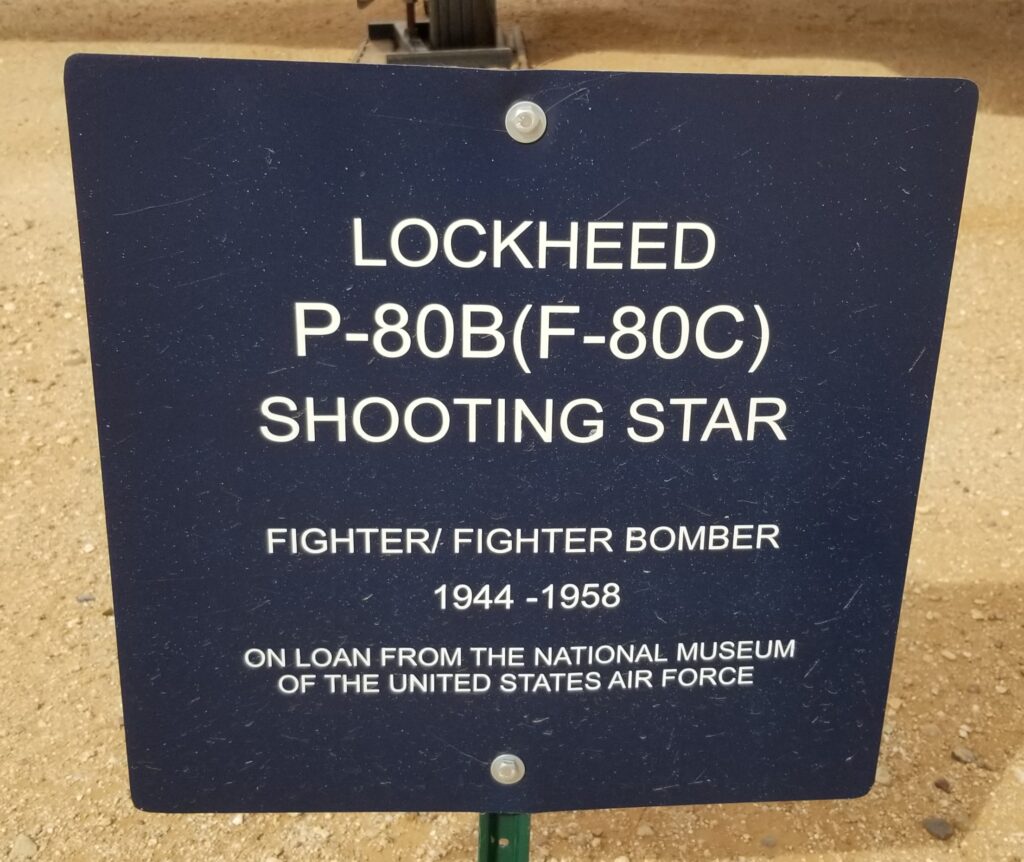 LOCKHEED
P-80B(F-80C)
SHOOTING STAR
FIGHTER/ FIGHTER BOMBER
1944 -1958
ON LOAN FROM THE NATIONAL MUSEUM
OF THE UNITED STATES AIR FORCE